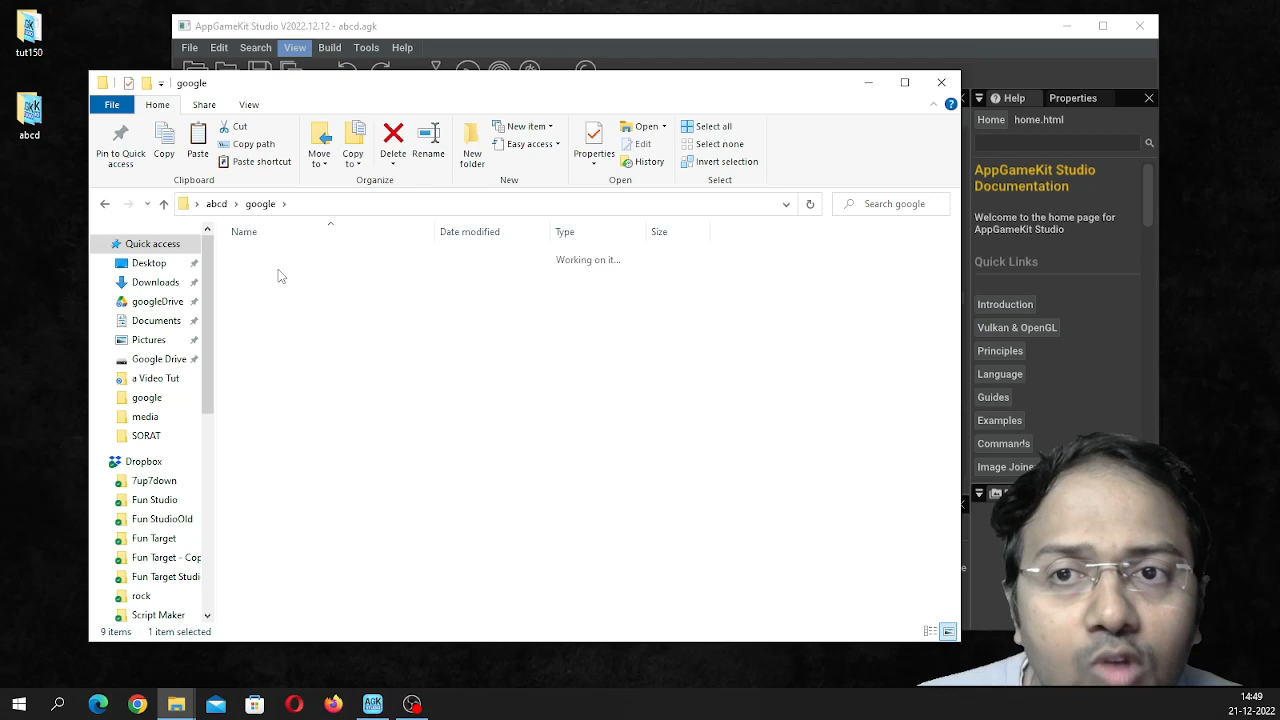 tut150
abcd
AppGameKit Studio V2022.12.12 - abcd.agk
File Edit Search View Build Tools Help
google
File Home Share View
Pin to Quick access
Copy
Paste
Cut
Copy path
Paste shortcut
Clipboard
Move to
Copy to
Delete
Rename
Organize
New folder
New item
Easy access
New
Properties
Open
Edit
History
Open
Select all
Select none
Invert selection
Select
abcd > google >
Search google
Name Date modified Type Size
Working on it...
Quick access
Desktop
Downloads
googleDrive
Documents
Pictures
Google Drive
a Video Tut
google
media
SORAT
Dropbox
7up7down
Fun Studio
Fun StudioOld
Fun Target
Fun Target - Cop
Fun Target Studi
rock
Script Maker
9 items 1 item selected
Help Properties
Home home.html
AppGameKit Studio
Documentation
Welcome to the home page for
AppGameKit Studio
Quick Links
Introduction
Vulkan & OpenGL
Principles
Language
Guides
Examples
Commands
Image Joine
AGK
STUDIO
14:49
21-12-2022